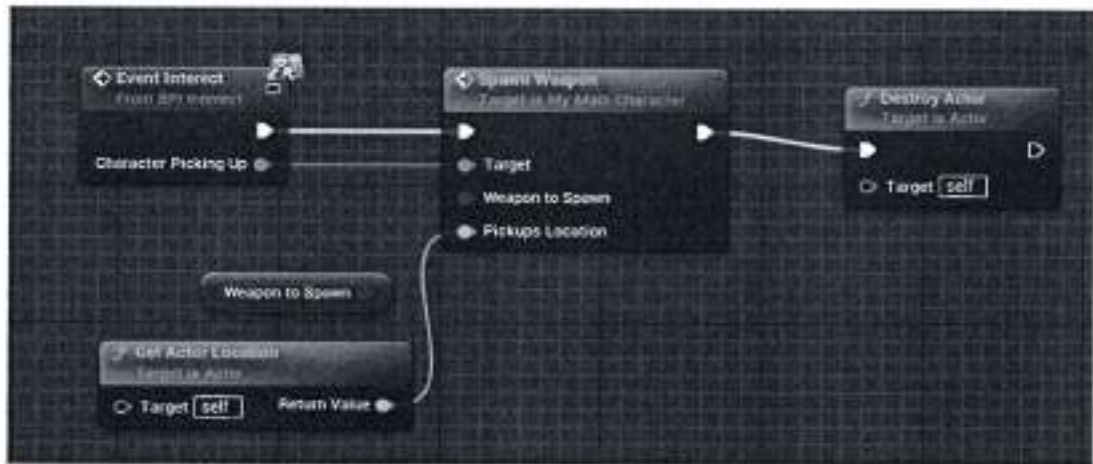 Event Interact
From BPI Interact
Character Picking Up
Spawn Weapon
Target is My Main Character
Target
Weapon to Spawn
Pickups Location
Destroy Actor
Target is Actor
Target self
Weapon to Spawn
Get Actor Location
Target is Actor
Target self Return Value